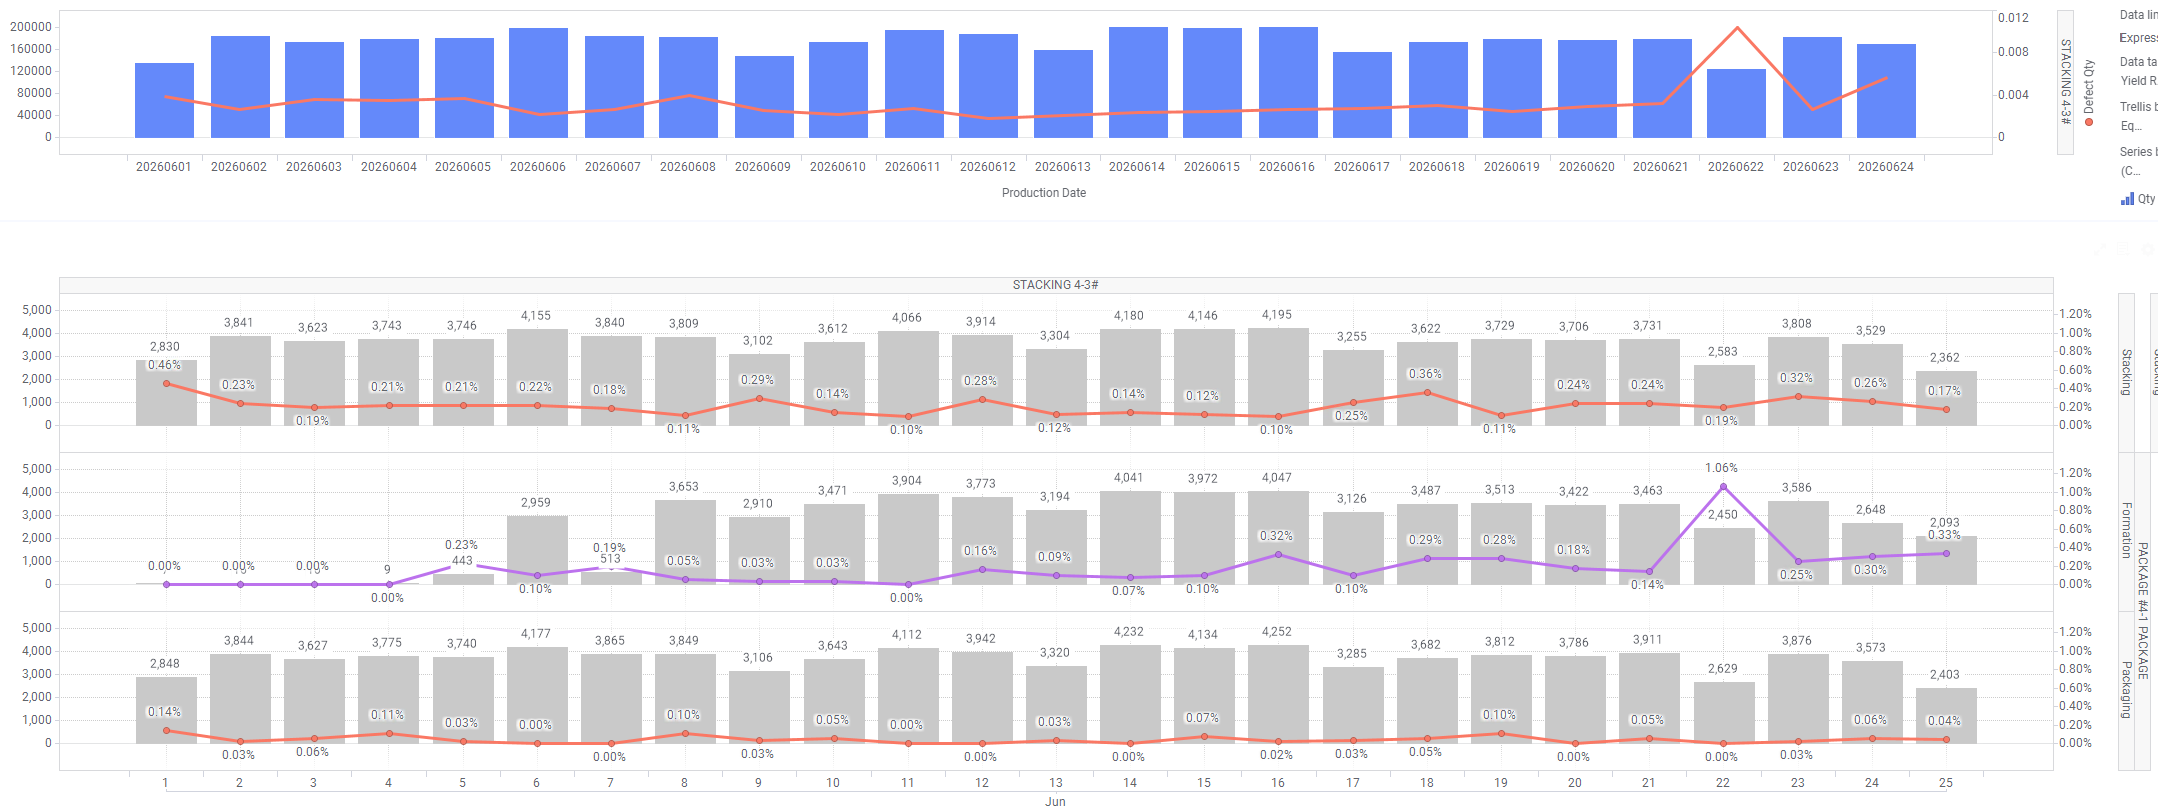 200000
160000
120000
80000
40000
0
0.012
0.008
0.004
0
STACKING 4-3#
Defect Qty
20260601 20260602 20260603 20260604 20260605 20260606 20260607 20260608 20260609 20260610 20260611 20260612 20260613 20260614 20260615 20260616 20260617 20260618 20260619 20260620 20260621 20260622 20260623 20260624
Production Date
Data lin
Express
Data ta
Yield R.
Trellis b
Eq...
Series b
(C...
Qty
STACKING 4-3#
5,000
4,000
3,000
2,000
1,000
0
2,830 3,841 3,623 3,743 3,746 4,155 3,840 3,809 3,102 3,612 4,066 3,914 3,304 4,180 4,146 4,195 3,255 3,622 3,729 3,706 3,731 2,583 3,808 3,529 2,362
0.46% 0.23% 0.19% 0.21% 0.21% 0.22% 0.18% 0.11% 0.29% 0.14% 0.10% 0.28% 0.12% 0.14% 0.12% 0.10% 0.25% 0.36% 0.11% 0.24% 0.24% 0.19% 0.32% 0.26% 0.17%
1.20%
1.00%
0.80%
0.60%
0.40%
0.20%
0.00%
Stacking
5,000
4,000
3,000
2,000
1,000
0
9 443 2,959 513 3,653 2,910 3,471 3,904 3,773 3,194 4,041 3,972 4,047 3,126 3,487 3,513 3,422 3,463 2,450 3,586 2,648 2,093
0.00% 0.00% 0.00% 0.00% 0.23% 0.10% 0.19% 0.05% 0.03% 0.03% 0.00% 0.16% 0.09% 0.07% 0.10% 0.32% 0.10% 0.29% 0.28% 0.18% 0.14% 1.06% 0.25% 0.30% 0.33%
1.20%
1.00%
0.80%
0.60%
0.40%
0.20%
0.00%
Formation
PACKAGE #4-1 PACKAGE
5,000
4,000
3,000
2,000
1,000
0
2,848 3,844 3,627 3,775 3,740 4,177 3,865 3,849 3,106 3,643 4,112 3,942 3,320 4,232 4,134 4,252 3,285 3,682 3,812 3,786 3,911 2,629 3,876 3,573 2,403
0.14% 0.03% 0.06% 0.11% 0.03% 0.00% 0.00% 0.10% 0.03% 0.05% 0.00% 0.00% 0.03% 0.00% 0.07% 0.02% 0.03% 0.05% 0.10% 0.00% 0.05% 0.00% 0.03% 0.06% 0.04%
1.20%
1.00%
0.80%
0.60%
0.40%
0.20%
0.00%
Packaging
1 2 3 4 5 6 7 8 9 10 11 12 13 14 15 16 17 18 19 20 21 22 23 24 25
Jun